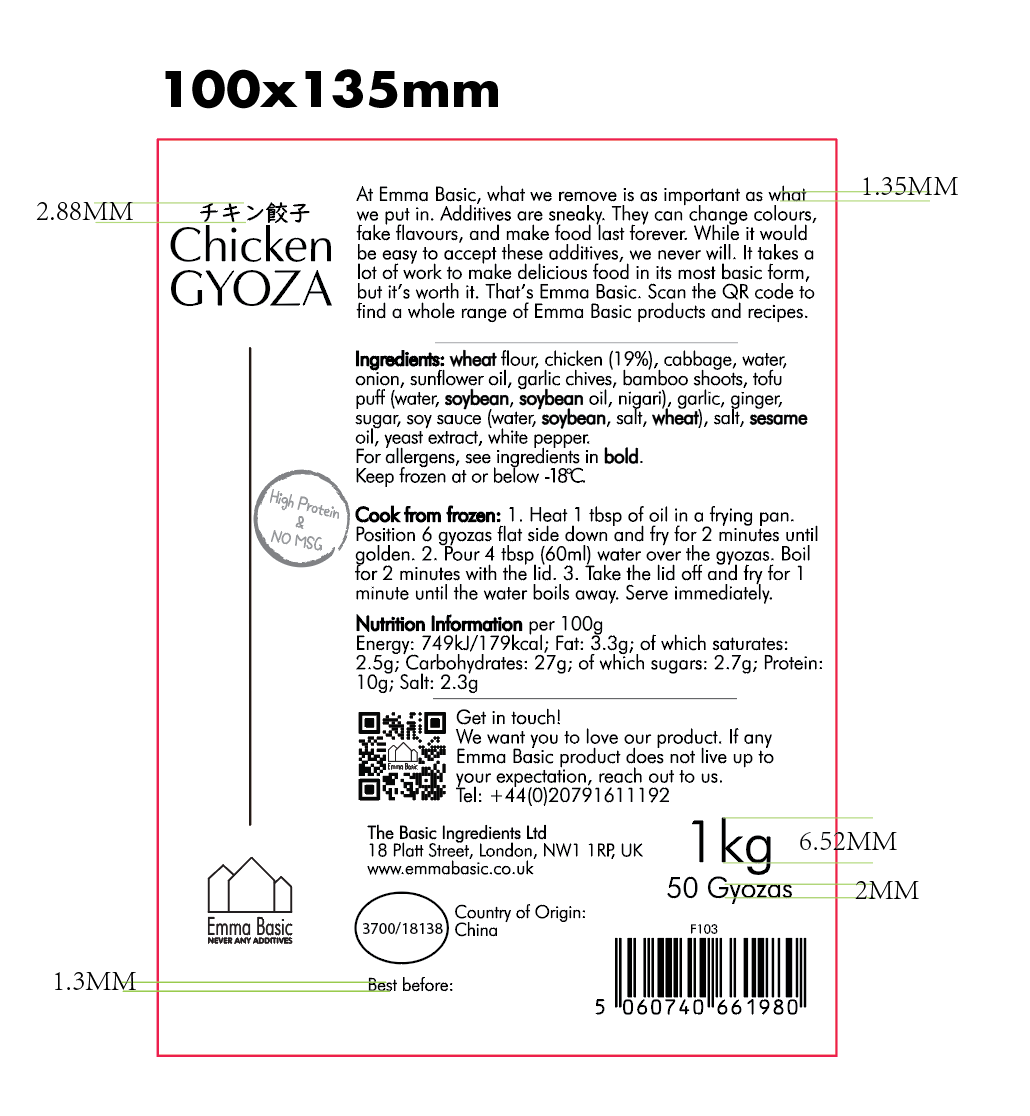 100x135mm
2.88MM
チキン餃子
Chicken
GYOZA
1.35MM
At Emma Basic, what we remove is as important as what
we put in. Additives are sneaky. They can change colours,
fake flavours, and make food last forever. While it would
be easy to accept these additives, we never will. It takes a
lot of work to make delicious food in its most basic form,
but it's worth it. That's Emma Basic. Scan the QR code to
find a whole range of Emma Basic products and recipes.
Ingredients: wheat flour, chicken (19%), cabbage, water,
onion, sunflower oil, garlic chives, bamboo shoots, tofu
puff (water, soybean, soybean oil, nigari), garlic, ginger,
sugar, soy sauce (water, soybean, salt, wheat), salt, sesame
oil, yeast extract, white pepper.
For allergens, see ingredients in bold.
Keep frozen at or below -18℃.
High Protein
&
NO MSG
Cook from frozen: 1. Heat 1 tbsp of oil in a frying pan.
Position 6 gyozas flat side down and fry for 2 minutes until
golden. 2. Pour 4 tbsp (60ml) water over the gyozas. Boil
for 2 minutes with the lid. 3. Take the lid off and fry for 1
minute until the water boils away. Serve immediately.
Nutrition Information per 100g
Energy: 749kJ/179kcal; Fat: 3.3g; of which saturates:
2.5g; Carbohydrates: 27g; of which sugars: 2.7g; Protein:
10g; Salt: 2.3g
Emma Basic
Get in touch!
We want you to love our product. If any
Emma Basic product does not live up to
your expectation, reach out to us.
Tel: +44(0)20791611192
The Basic Ingredients Ltd
18 Platt Street, London, NW1 1RP, UK
www.emmabasic.co.uk
1kg
6.52MM
50 Gyozas
2MM
Emma Basic
NEVER ANY ADDITIVES
3700/18138
Country of Origin:
China
F103
5 060740 661980
1.3MM
Best before: